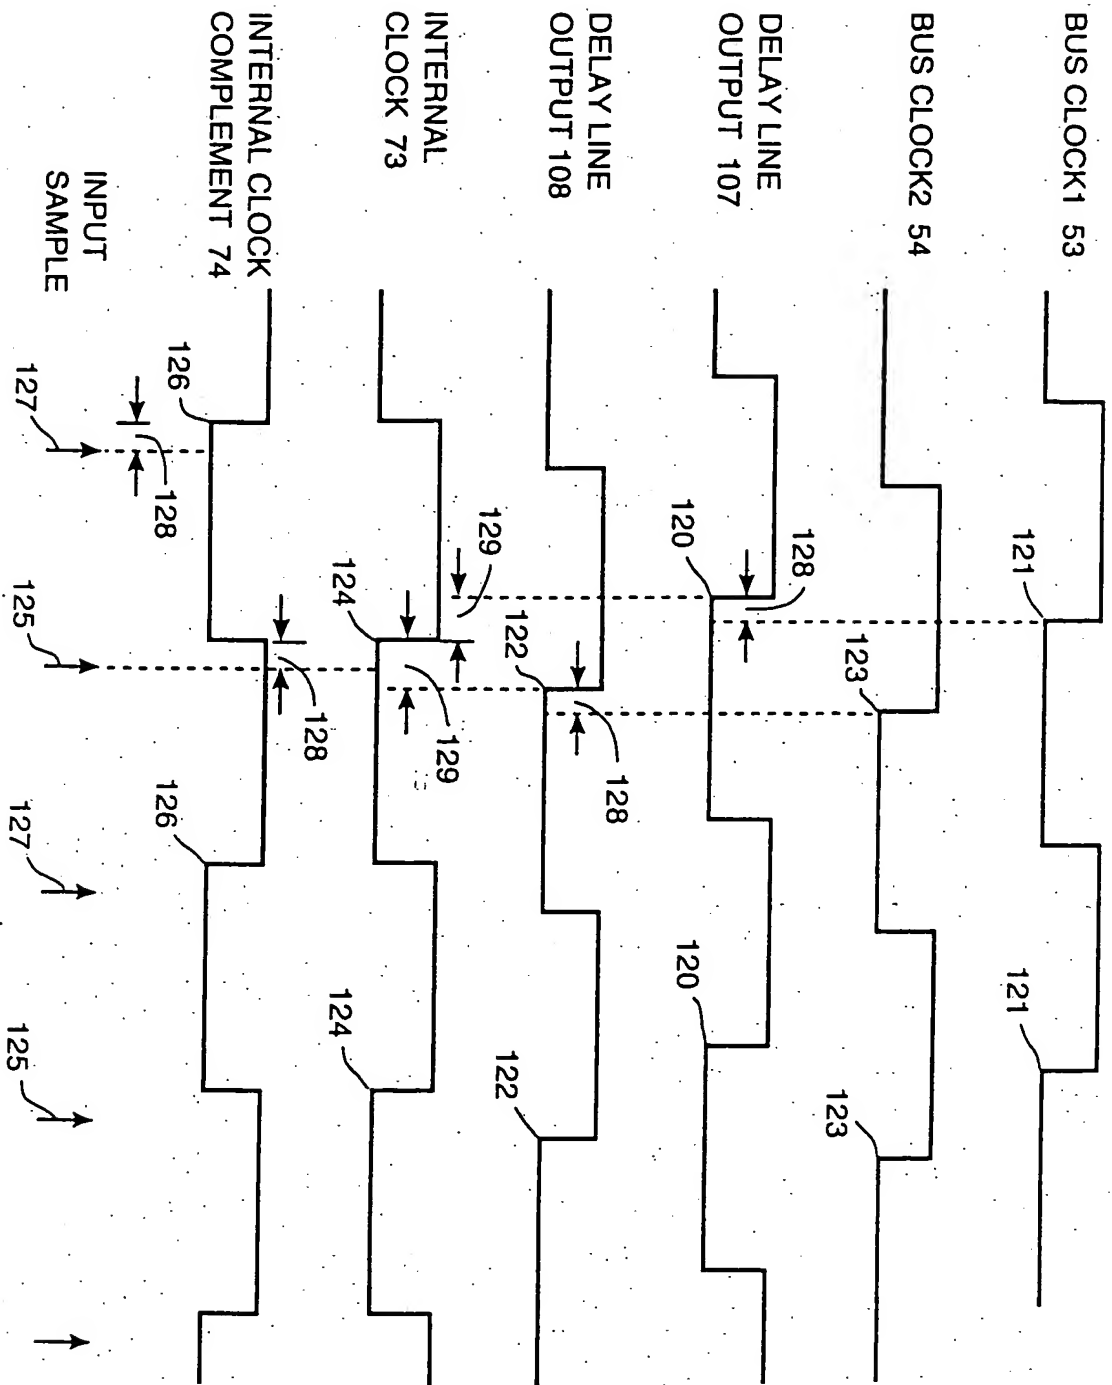 BUS CLOCK1 53
121
121
BUS CLOCK2 54
123
123
DELAY LINE
OUTPUT 107
120
128
120
DELAY LINE
OUTPUT 108
122
128
122
INTERNAL
CLOCK 73
129
124
129
124
INTERNAL CLOCK
COMPLEMENT 74
126
128
126
INPUT
SAMPLE
127
128
125
127
125